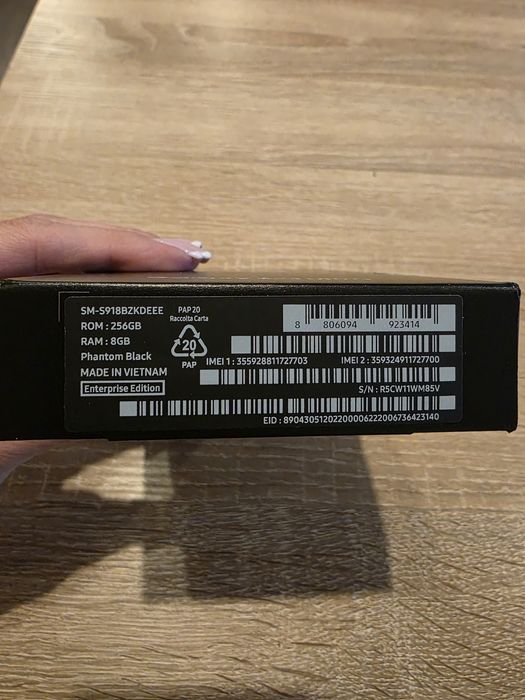 SM-S918BZKDEEE
ROM : 256GB
RAM : 8GB
Phantom Black
MADE IN VIETNAM
Enterprise Edition
PAP 20
Raccolta Carta
20
PAP
8 806094 923414
IMEI 1 : 355928811727703 IMEI 2 : 359324911727700
S/N : R5CW11WM85V
EID : 89043051202200006222006736423140